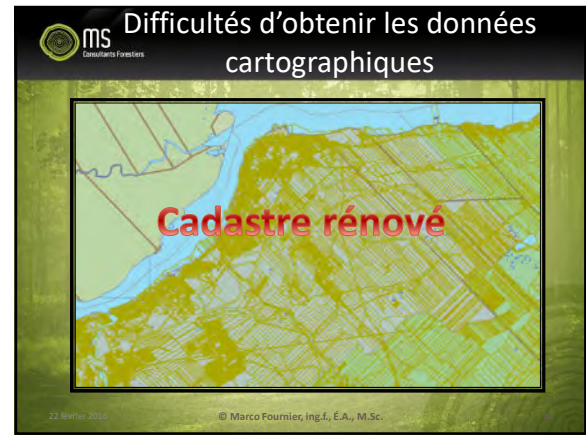 MS
Consultants Forestiers
Difficultés d’obtenir les données
cartographiques
Cadastre rénové
22 février 2016
© Marco Fournier, ing.f., É.A., M.Sc.